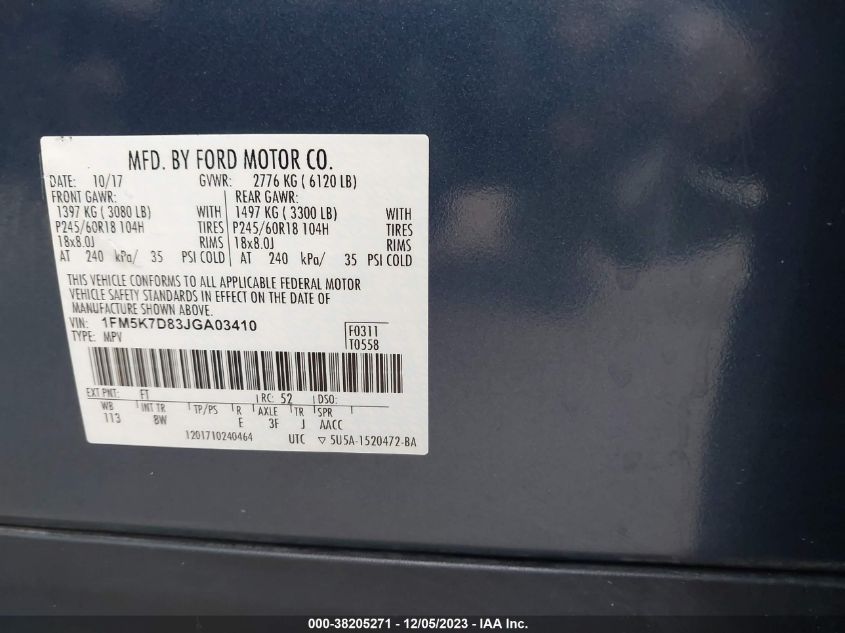 MFD. BY FORD MOTOR CO.
DATE: 10/17 GVWR: 2776 KG ( 6120 LB)
FRONT GAWR: REAR GAWR:
1397 KG ( 3080 LB) WITH 1497 KG ( 3300 LB) WITH
P245/60R18 104H TIRES P245/60R18 104H TIRES
18x8.0J RIMS 18x8.0J RIMS
AT 240 kPa/ 35 PSI COLD AT 240 kPa/ 35 PSI COLD
THIS VEHICLE CONFORMS TO ALL APPLICABLE FEDERAL MOTOR
VEHICLE SAFETY STANDARDS IN EFFECT ON THE DATE OF
MANUFACTURE SHOWN ABOVE.
VIN: 1FM5K7D83JGA03410 F0311
TYPE: MPV T0558
EXT PNT: FT RC: 52 DSO:
WB INT TR TP/PS R AXLE TR SPR
113 8W E 3F J AACC
1201710240464 UTC ▽ 5U5A-1520472-BA
000-38205271 - 12/05/2023 - IAA Inc.